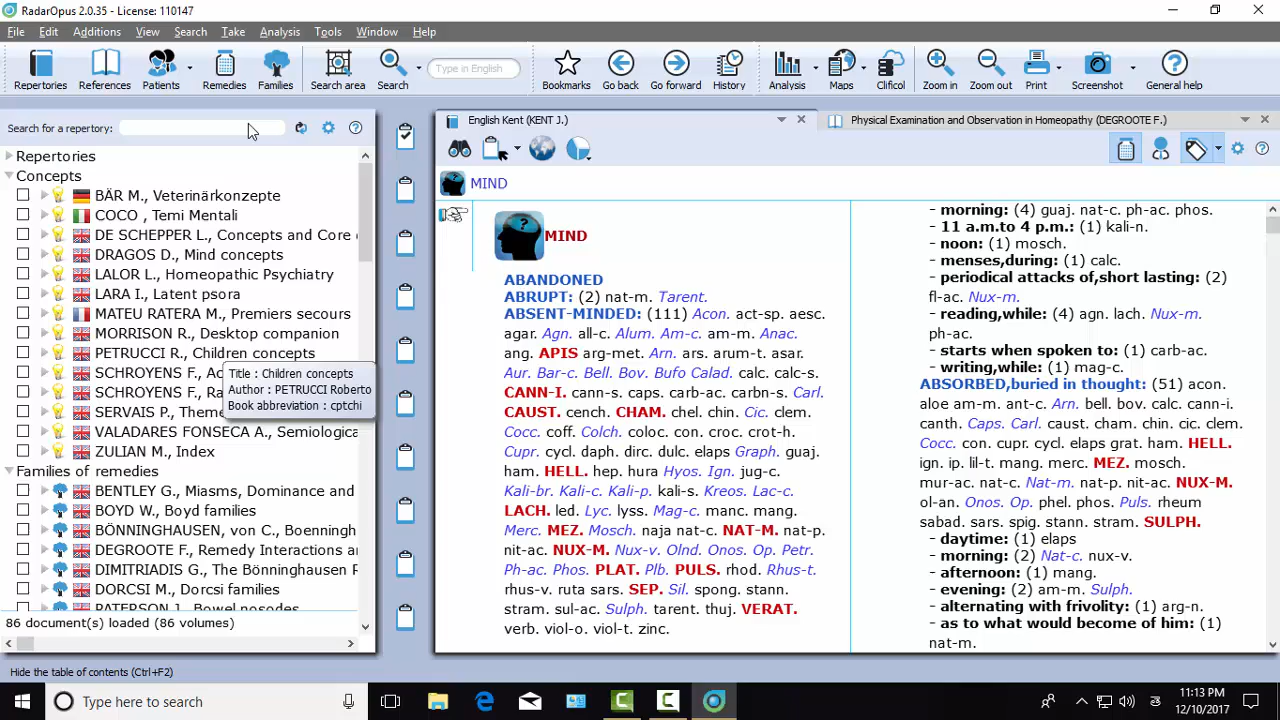 RadarOpus 2.0.35 - License: 110147
File Edit Additions View Search Take Analysis Tools Window Help
Repertories References Patients Remedies Families Search area Search Type in English Bookmarks Go back Go forward History Analysis Maps Clificol Zoom in Zoom out Print Screenshot General help
Search for a repertory:
Repertories
Concepts
BÄR M., Veterinärkonzepte
COCO , Temi Mentali
DE SCHEPPER L., Concepts and Core
DRAGOS D., Mind concepts
LALOR L., Homeopathic Psychiatry
LARA I., Latent psora
MATEU RATERA M., Premiers secours
MORRISON R., Desktop companion
PETRUCCI R., Children concepts
SCHROYENS F., Ac
SCHROYENS F., Ra
SERVAIS P., Theme
Title : Children concepts
Author : PETRUCCI Roberto
Book abbreviation : cptchi
VALADARES FONSECA A., Semiologica
ZULIAN M., Index
Families of remedies
BENTLEY G., Miasms, Dominance and
BOYD W., Boyd families
BÖNNINGHAUSEN, von C., Boenningh
DEGROOTE F., Remedy Interactions a
DIMITRIADIS G., The Bönninghausen R
DORCSI M., Dorcsi families
PATERSON J., Bowel nosodes
86 document(s) loaded (86 volumes)
Hide the table of contents (Ctrl+F2)
English Kent (KENT J.)
Physical Examination and Observation in Homeopathy (DEGROOTE F.)
MIND
MIND
ABANDONED
ABRUPT: (2) nat-m. Tarent.
ABSENT-MINDED: (111) Acon. act-sp. aesc.
agar. Agn. all-c. Alum. Am-c. am-m. Anac.
ang. APIS arg-met. Arn. ars. arum-t. asar.
Aur. Bar-c. Bell. Bov. Bufo Calad. calc. calc-s.
CANN-I. cann-s. caps. carb-ac. carbn-s. Carl.
CAUST. cench. CHAM. chel. chin. Cic. clem.
Cocc. coff. Colch. coloc. con. croc. crot-h.
Cupr. cycl. daph. dirc. dulc. elaps Graph. guaj.
ham. HELL. hep. hura Hyos. Ign. jug-c.
Kali-br. Kali-c. Kali-p. kali-s. Kreos. Lac-c.
LACH. led. Lyc. lyss. Mag-c. manc. mang.
Merc. MEZ. Mosch. naja nat-c. NAT-M. nat-p.
nit-ac. NUX-M. Nux-v. Olnd. Onos. Op. Petr.
Ph-ac. Phos. PLAT. Plb. PULS. rhod. Rhus-t.
rhus-v. ruta sars. SEP. Sil. spong. stann.
stram. sul-ac. Sulph. tarent. thuj. VERAT.
verb. viol-o. viol-t. zinc.
- morning: (4) guaj. nat-c. ph-ac. phos.
- 11 a.m.to 4 p.m.: (1) kali-n.
- noon: (1) mosch.
- menses,during: (1) calc.
- periodical attacks of,short lasting: (2)
fl-ac. Nux-m.
- reading,while: (4) agn. lach. Nux-m.
ph-ac.
- starts when spoken to: (1) carb-ac.
- writing,while: (1) mag-c.
ABSORBED,buried in thought: (51) acon.
aloe am-m. ant-c. Arn. bell. bov. calc. cann-i.
canth. Caps. Carl. caust. cham. chin. cic. clem.
Cocc. con. cupr. cycl. elaps grat. ham. HELL.
ign. ip. lil-t. mang. merc. MEZ. mosch.
mur-ac. nat-c. Nat-m. nat-p. nit-ac. NUX-M.
ol-an. Onos. Op. phel. phos. Puls. rheum
sabad. sars. spig. stann. stram. SULPH.
- daytime: (1) elaps
- morning: (2) Nat-c. nux-v.
- afternoon: (1) mang.
- evening: (2) am-m. Sulph.
- alternating with frivolity: (1) arg-n.
- as to what would become of him: (1)
nat-m.
Type here to search
11:13 PM
12/10/2017